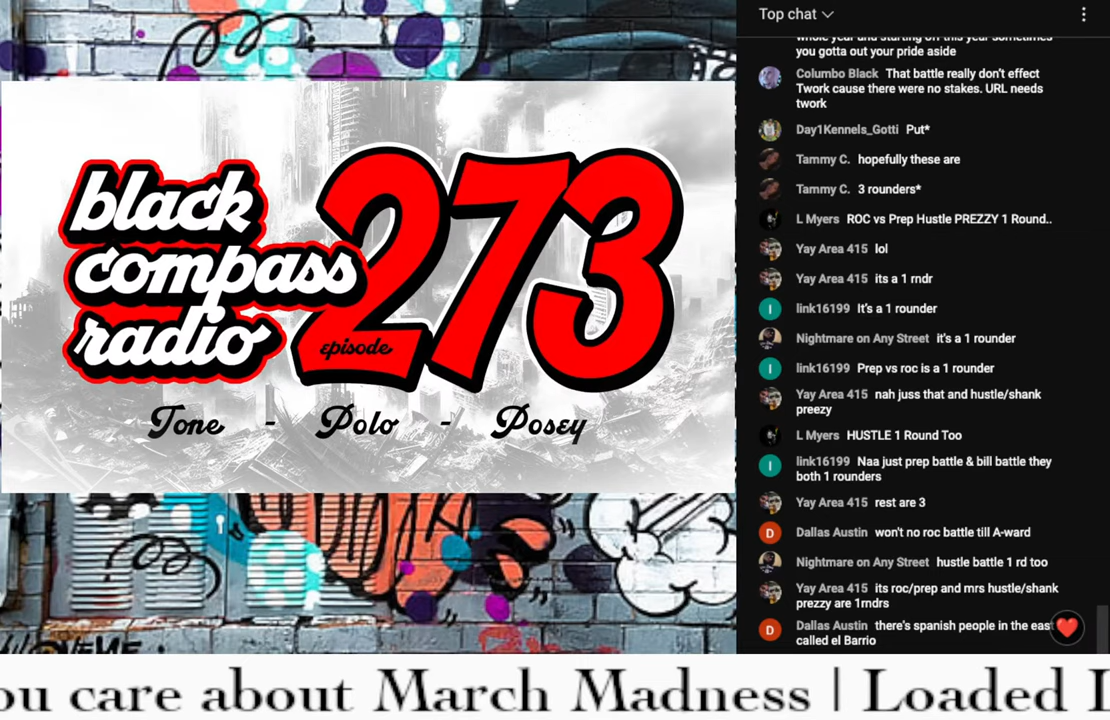 black
compass
radio
273
episode
Tone - Polo - Posey
Top chat
whole year and starting off this year sometimes
you gotta out your pride aside
Columbo Black That battle really don't effect
Twork cause there were no stakes. URL needs
twork
Day1Kennels_Gotti Put*
Tammy C. hopefully these are
Tammy C. 3 rounders*
L Myers ROC vs Prep Hustle PREZZY 1 Round..
Yay Area 415 lol
Yay Area 415 its a 1 rndr
I
link16199 It's a 1 rounder
Nightmare on Any Street it's a 1 rounder
I
link16199 Prep vs roc is a 1 rounder
Yay Area 415 nah juss that and hustle/shank
preezy
L Myers HUSTLE 1 Round Too
I
link16199 Naa just prep battle & bill battle they
both 1 rounders
Yay Area 415 rest are 3
D
Dallas Austin won't no roc battle till A-ward
Nightmare on Any Street hustle battle 1 rd too
Yay Area 415 its roc/prep and mrs hustle/shank
prezzy are 1rndrs
D
Dallas Austin there's spanish people in the east
called el Barrio
ou care about March Madness | Loaded